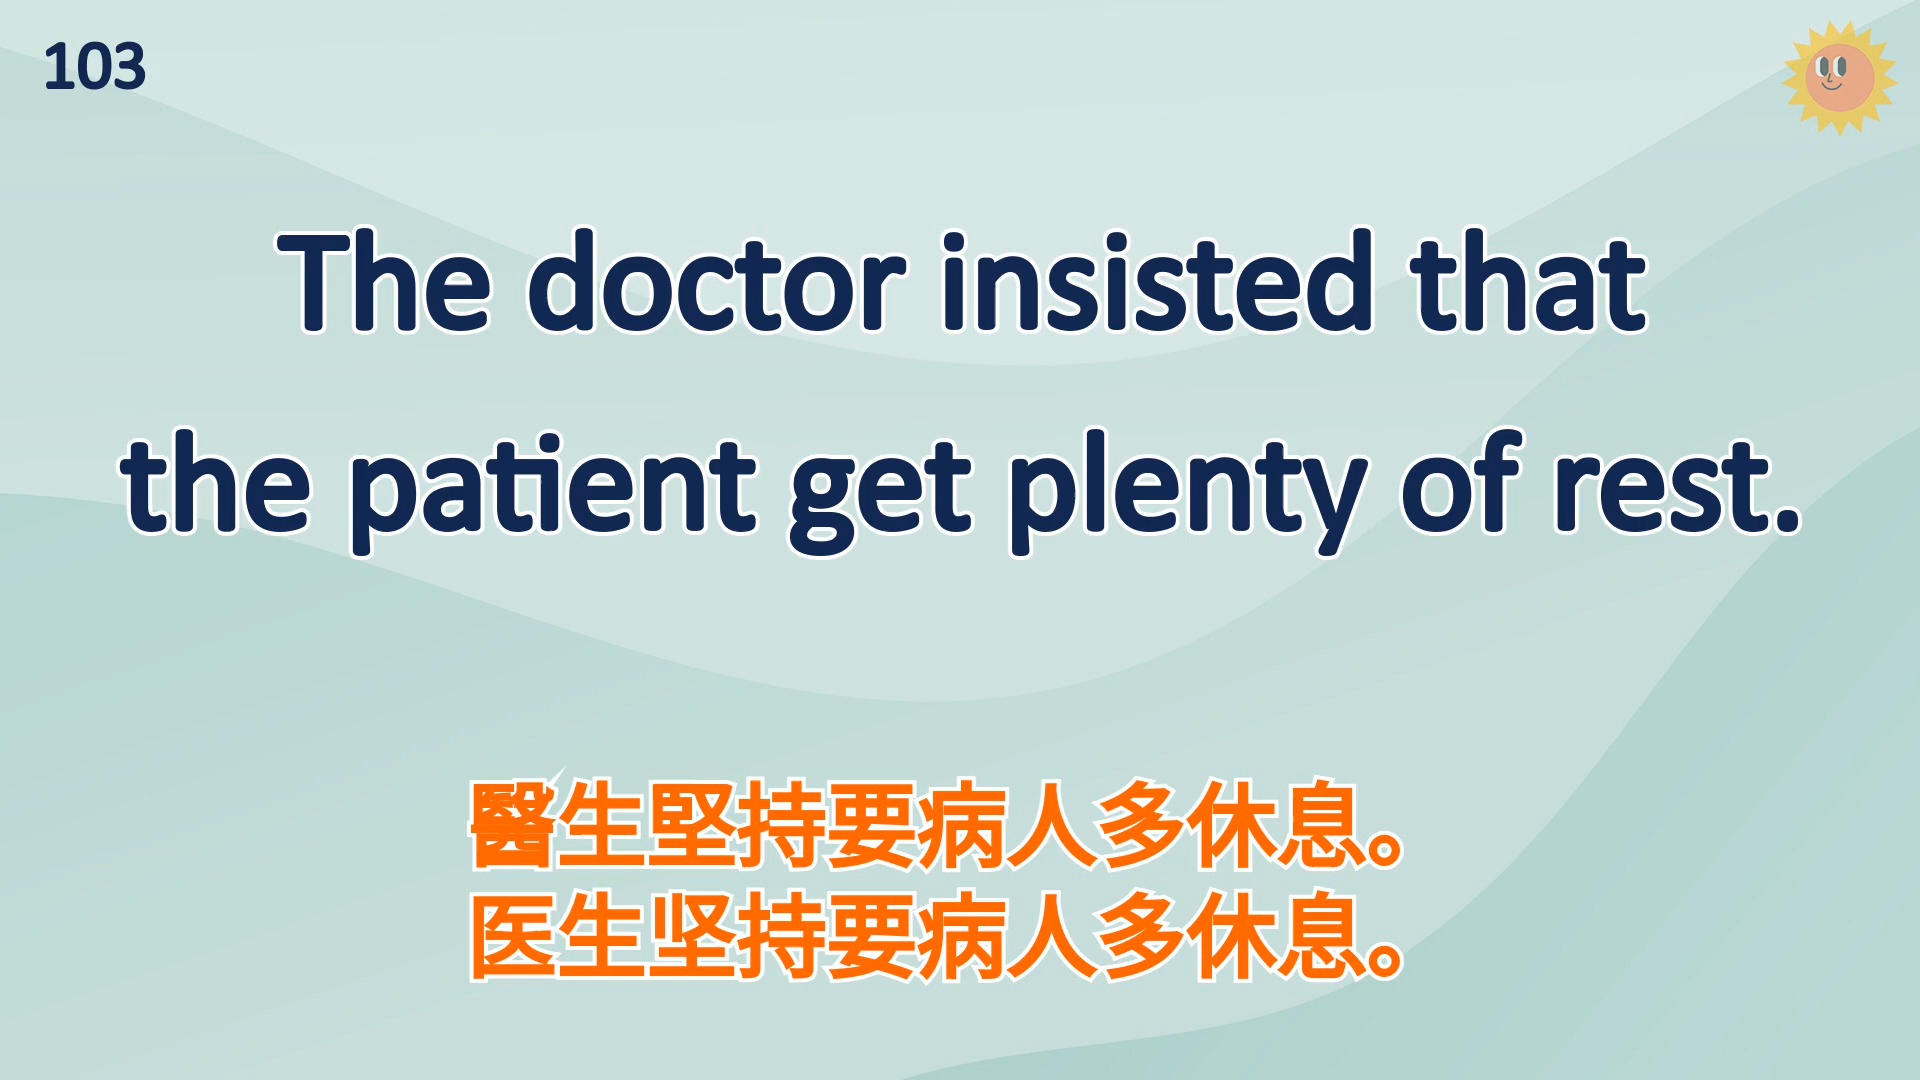 103
The doctor insisted that
the patient get plenty of rest.
醫生堅持要病人多休息。
医生坚持要病人多休息。